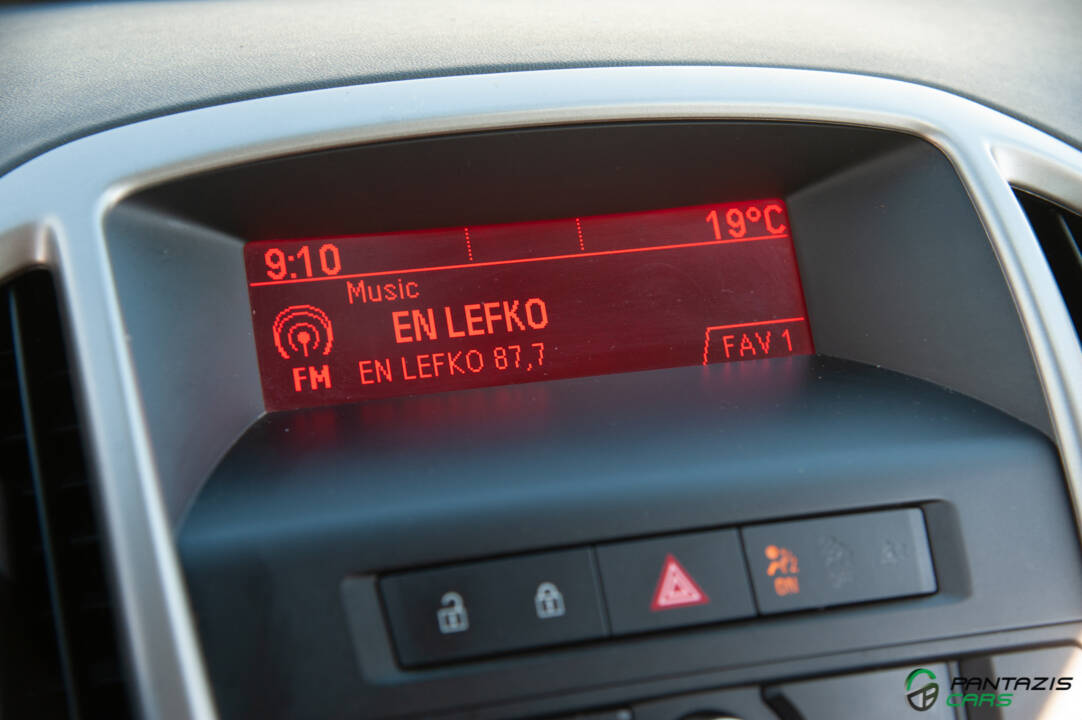 9:10 19°C
Music
EN LEFKO
FM EN LEFKO 87,7
FAV 1
ON
PANTAZIS
CARS